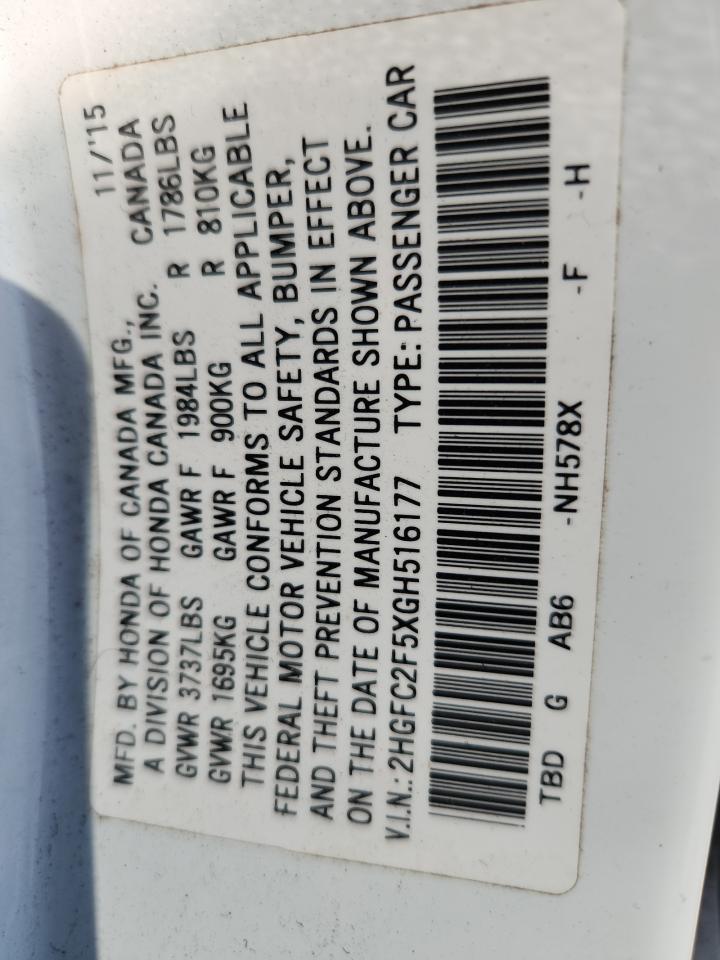 11/'15
MFD. BY HONDA OF CANADA MFG.,
A DIVISION OF HONDA CANADA INC. CANADA
GVWR 3737LBS GAWR F 1984LBS R 1786LBS
GVWR 1695KG GAWR F 900KG R 810KG
THIS VEHICLE CONFORMS TO ALL APPLICABLE
FEDERAL MOTOR VEHICLE SAFETY, BUMPER,
AND THEFT PREVENTION STANDARDS IN EFFECT
ON THE DATE OF MANUFACTURE SHOWN ABOVE.
V.I.N.: 2HGFC2F5XGH516177 TYPE: PASSENGER CAR
TBD G AB6 -NH578X -F -H